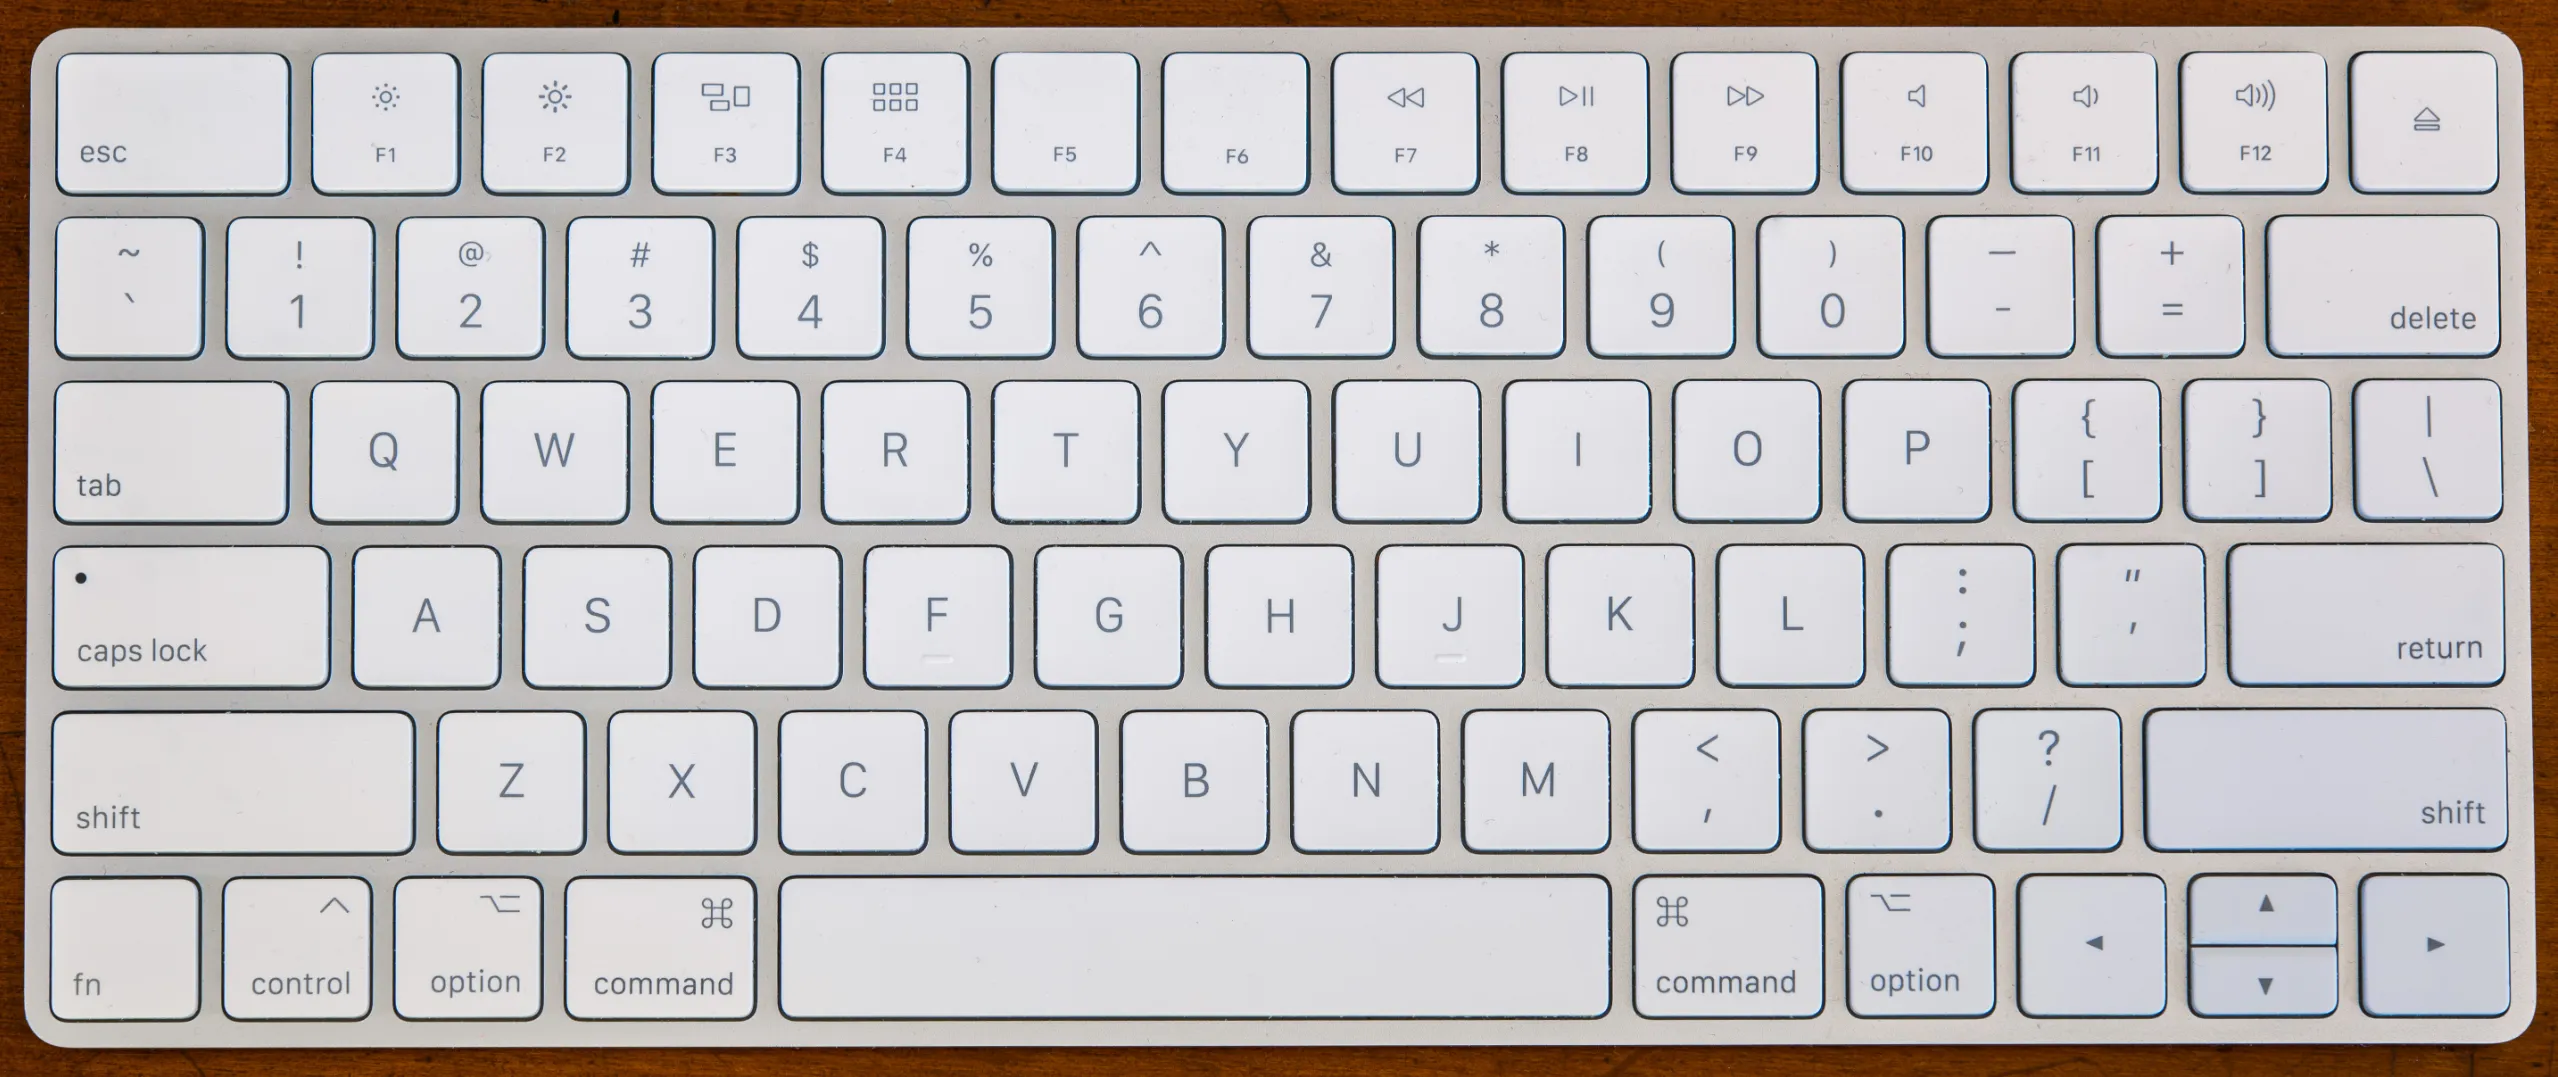 esc F1 F2 F3 F4 F5 F6 F7 F8 F9 F10 F11 F12
~ ! @ # $ % ^ & * ( ) — +
` 1 2 3 4 5 6 7 8 9 0 - = delete
tab Q W E R T Y U I O P { [ } ] | \
caps lock A S D F G H J K L : ; " ' return
shift Z X C V B N M < , > . ? / shift
fn control option command command option